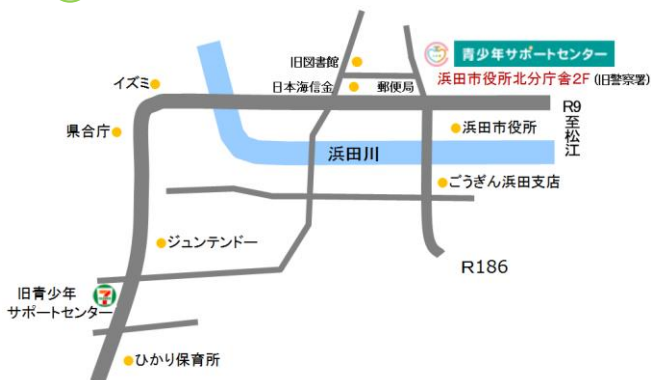 青少年サポートセンター
浜田市役所北分庁舎2F(旧警察署)
旧図書館
日本海信金
郵便局
イズミ
R9
至松江
県合庁
浜田市役所
浜田川
ごうぎん浜田支店
ジュンテンドー
R186
旧青少年
サポートセンター
7
ひかり保育所